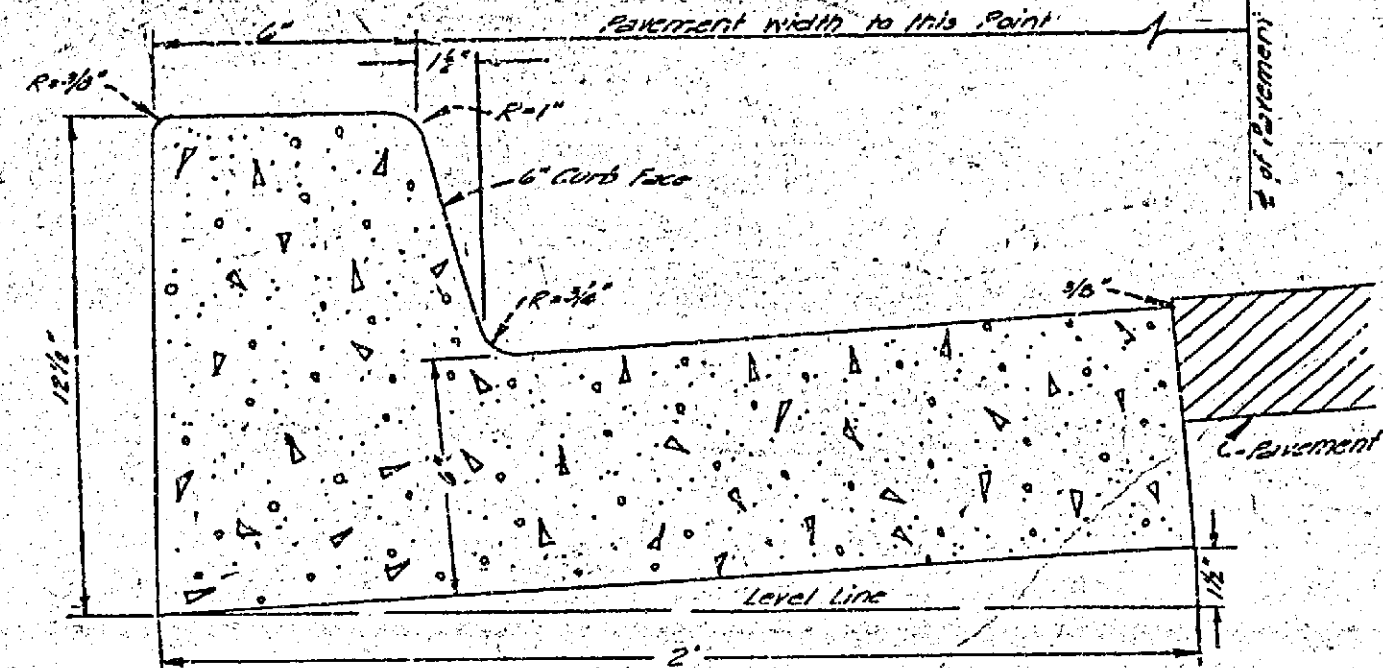 6"
Pavement width to this Point
1½"
R=3/8"
R=1"
℄ of Pavement
6" Curb Face
R=3/4"
3/8"
12½"
6"
Pavement
Level Line
1½"
2'